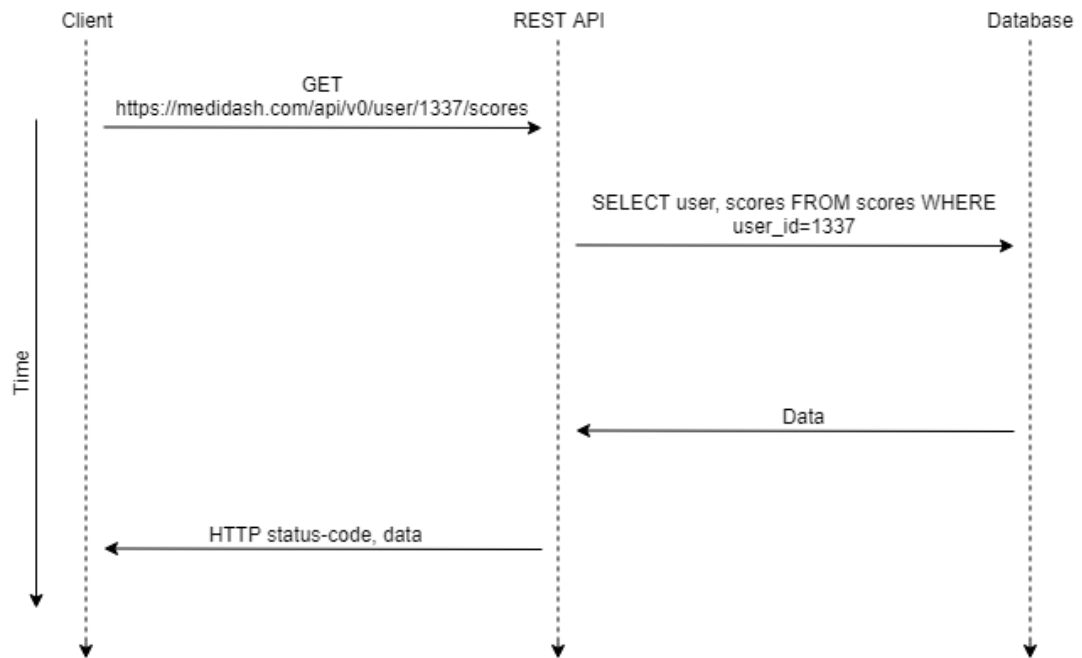 Client
REST API
Database
GET
https://medidash.com/api/v0/user/1337/scores
SELECT user, scores FROM scores WHERE
user_id=1337
Time
Data
HTTP status-code, data